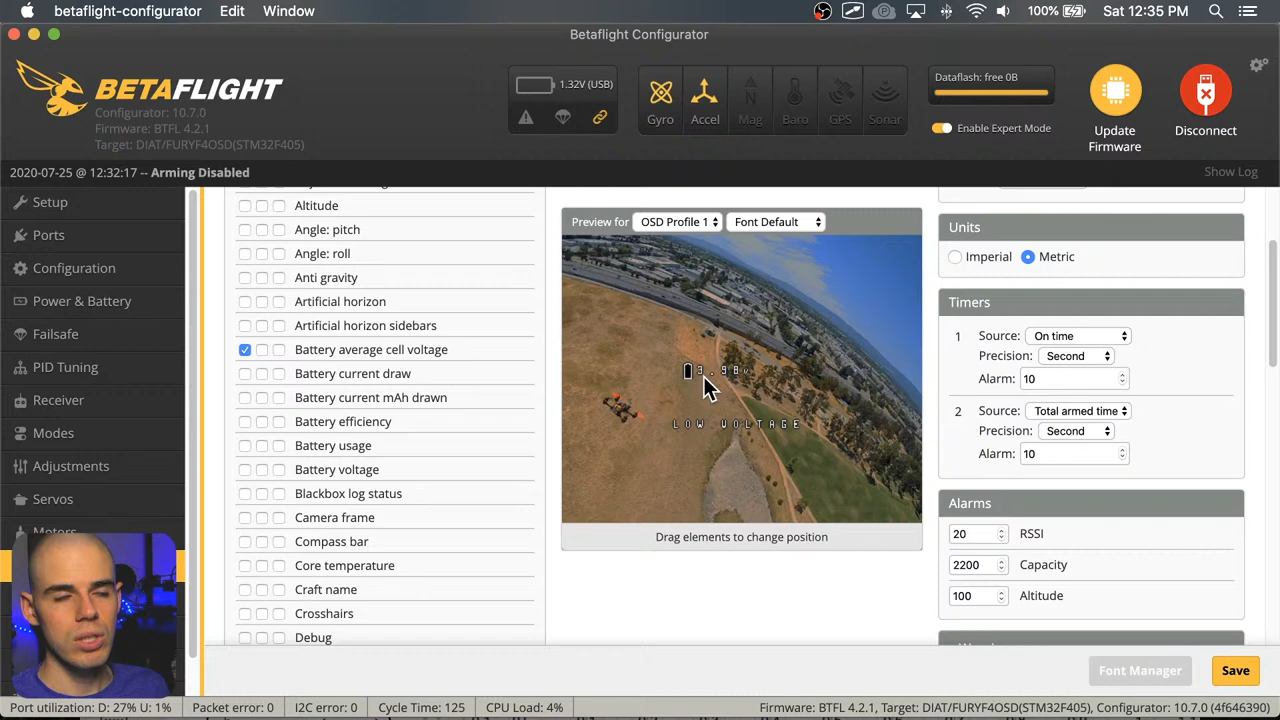 betaflight-configurator Edit Window
100% Sat 12:35 PM
Betaflight Configurator
BETAFLIGHT
Configurator: 10.7.0
Firmware: BTFL 4.2.1
Target: DIAT/FURYF4OSD(STM32F405)
1.32V (USB)
Gyro Accel Mag Baro GPS Sonar
Dataflash: free 0B
Enable Expert Mode
Update Firmware
Disconnect
2020-07-25 @ 12:32:17 -- Arming Disabled
Show Log
Setup
Ports
Configuration
Power & Battery
Failsafe
PID Tuning
Receiver
Modes
Adjustments
Servos
Motors
Altitude
Angle: pitch
Angle: roll
Anti gravity
Artificial horizon
Artificial horizon sidebars
Battery average cell voltage
Battery current draw
Battery current mAh drawn
Battery efficiency
Battery usage
Battery voltage
Blackbox log status
Camera frame
Compass bar
Core temperature
Craft name
Crosshairs
Debug
Preview for OSD Profile 1 Font Default
3.98V
LOW VOLTAGE
Drag elements to change position
Units
Imperial Metric
Timers
1 Source: On time
Precision: Second
Alarm: 10
2 Source: Total armed time
Precision: Second
Alarm: 10
Alarms
20 RSSI
2200 Capacity
100 Altitude
Font Manager
Save
Port utilization: D: 27% U: 1% Packet error: 0 I2C error: 0 Cycle Time: 125 CPU Load: 4% Firmware: BTFL 4.2.1, Target: DIAT/FURYF4OSD(STM32F405), Configurator: 10.7.0 (4f646390)